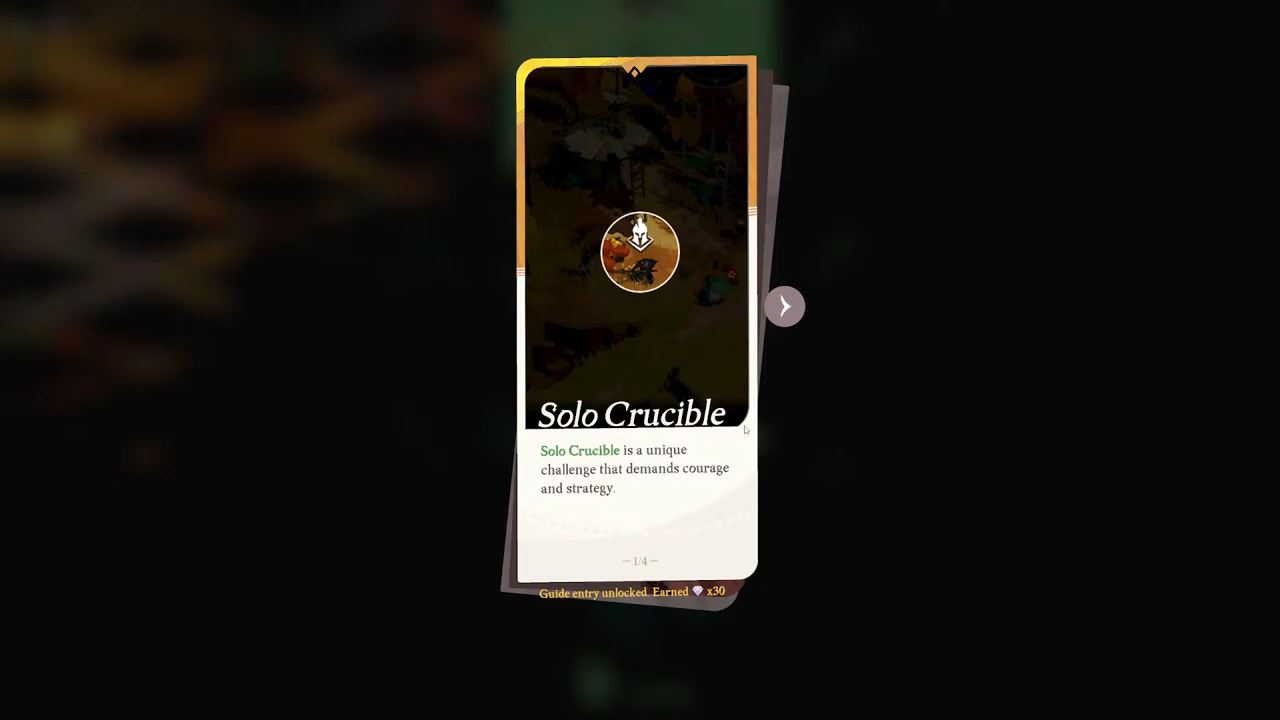 Solo Crucible
Solo Crucible is a unique
challenge that demands courage
and strategy.
— 1/4 —
Guide entry unlocked. Earned x30